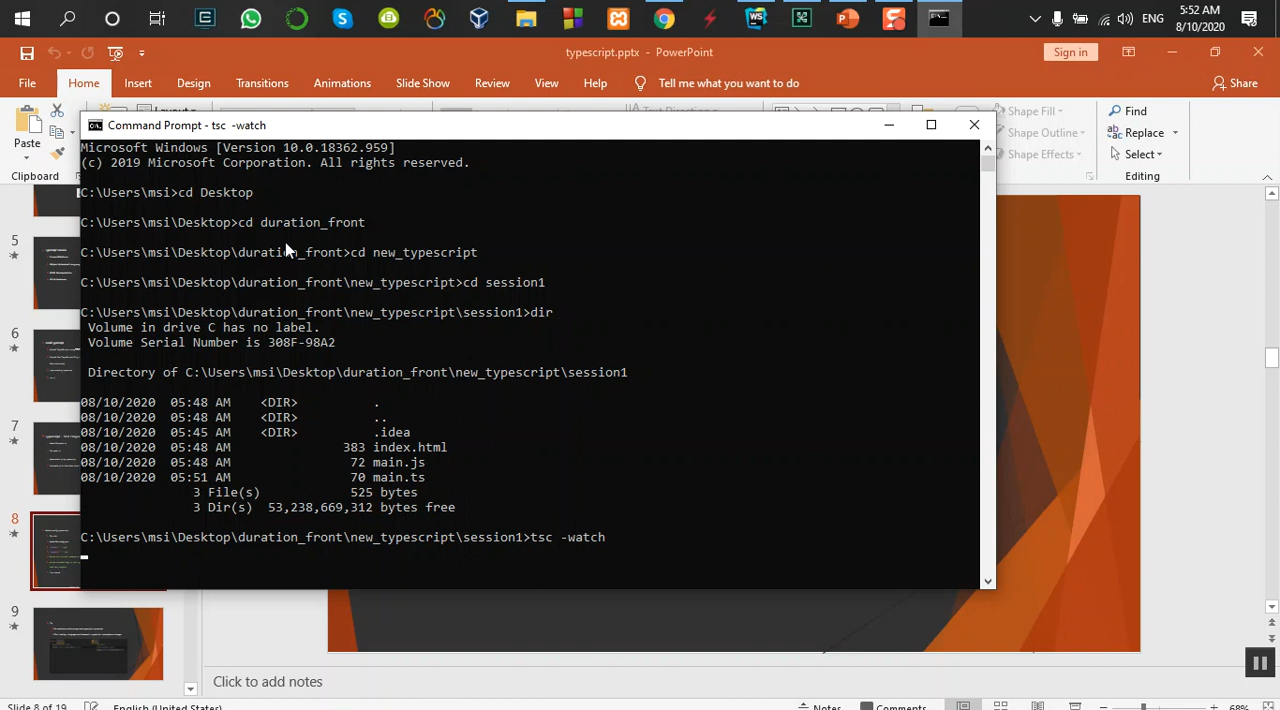 ENG
5:52 AM
8/10/2020
typescript.pptx - PowerPoint
Sign in
File Home Insert Design Transitions Animations Slide Show Review View Help Tell me what you want to do Share
Paste
Clipboard
Shape Fill
Shape Outline
Shape Effects
Find
Replace
Select
Editing
Command Prompt - tsc -watch
Microsoft Windows [Version 10.0.18362.959]
(c) 2019 Microsoft Corporation. All rights reserved.
C:\Users\msi>cd Desktop
C:\Users\msi\Desktop>cd duration_front
C:\Users\msi\Desktop\duration_front>cd new_typescript
C:\Users\msi\Desktop\duration_front\new_typescript>cd session1
C:\Users\msi\Desktop\duration_front\new_typescript\session1>dir
Volume in drive C has no label.
Volume Serial Number is 308F-98A2
Directory of C:\Users\msi\Desktop\duration_front\new_typescript\session1
08/10/2020 05:48 AM <DIR> .
08/10/2020 05:48 AM <DIR> ..
08/10/2020 05:45 AM <DIR> .idea
08/10/2020 05:48 AM 383 index.html
08/10/2020 05:48 AM 72 main.js
08/10/2020 05:51 AM 70 main.ts
3 File(s) 525 bytes
3 Dir(s) 53,238,669,312 bytes free
C:\Users\msi\Desktop\duration_front\new_typescript\session1>tsc -watch
5
6
7
8
9
Click to add notes
Slide 8 of 19 English (United States) Notes Comments 68%